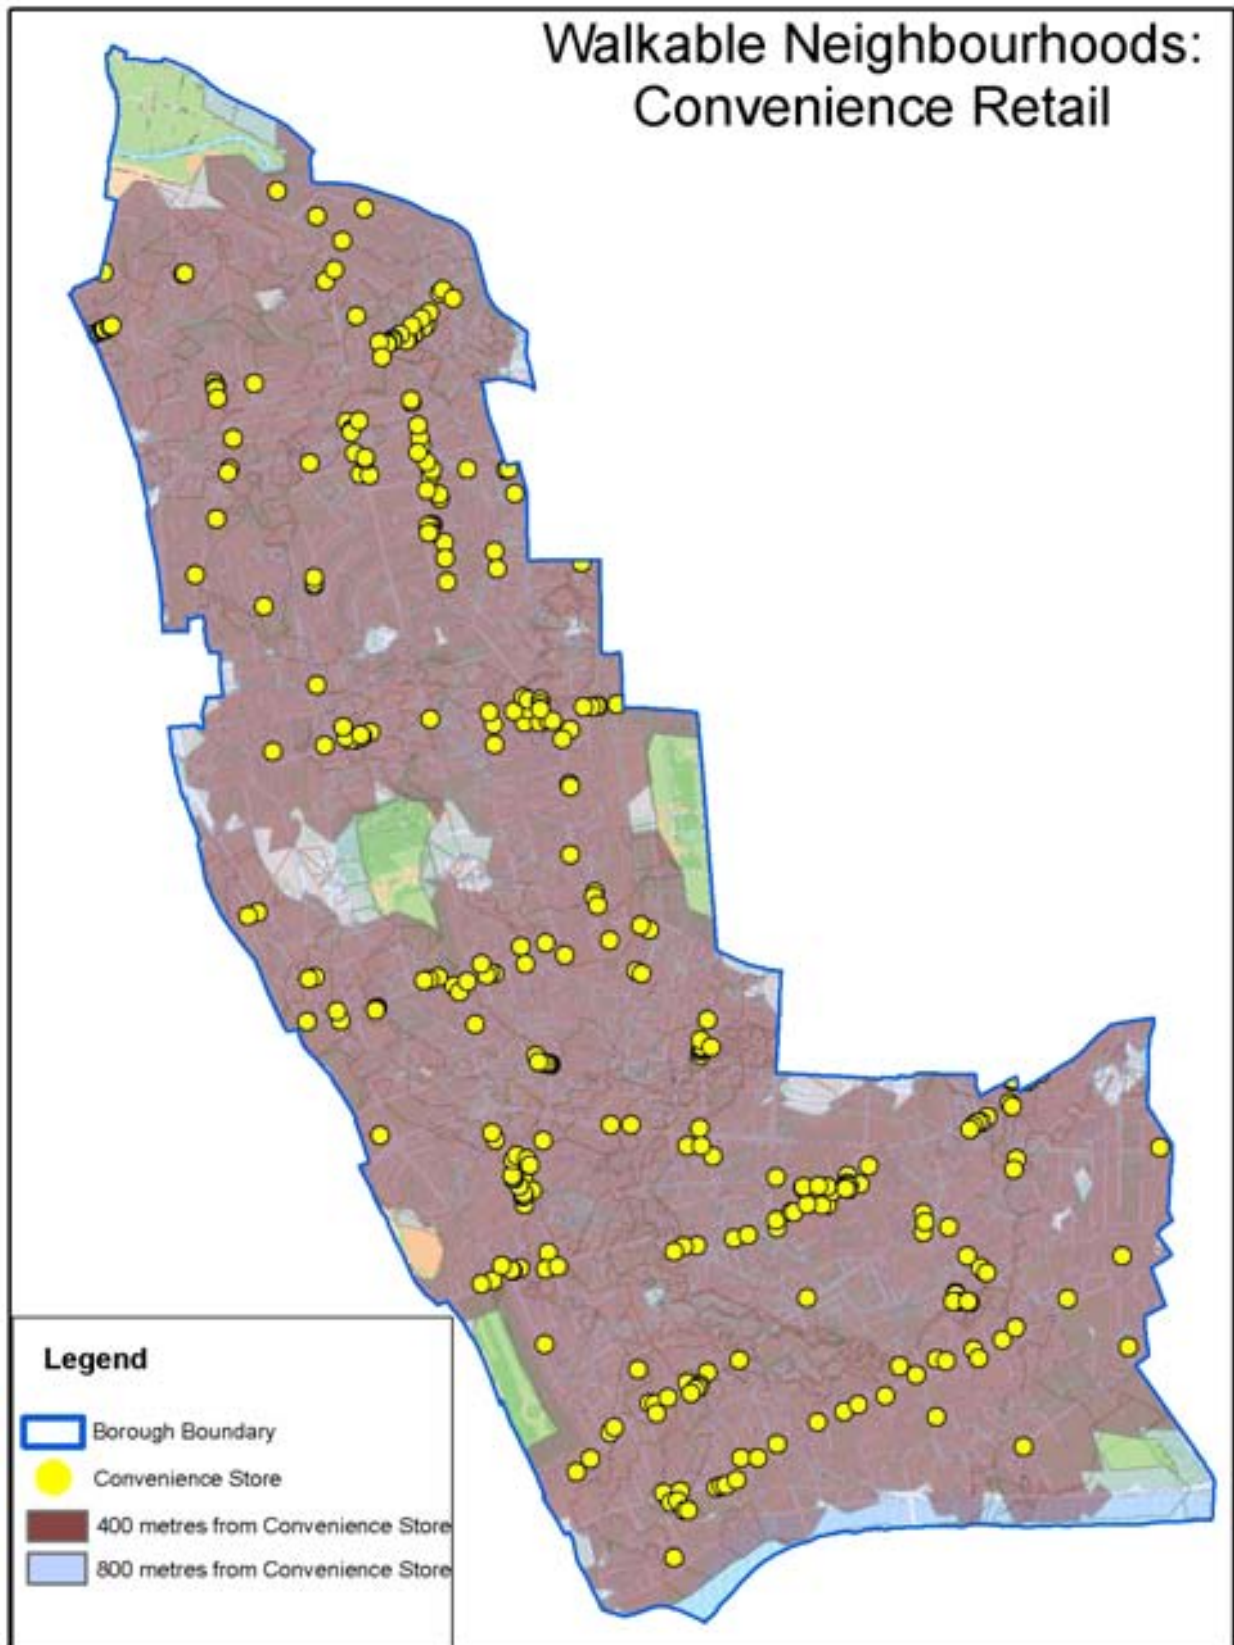 Walkable Neighbourhoods:
Convenience Retail
Legend
Borough Boundary
Convenience Store
400 metres from Convenience Store
800 metres from Convenience Store